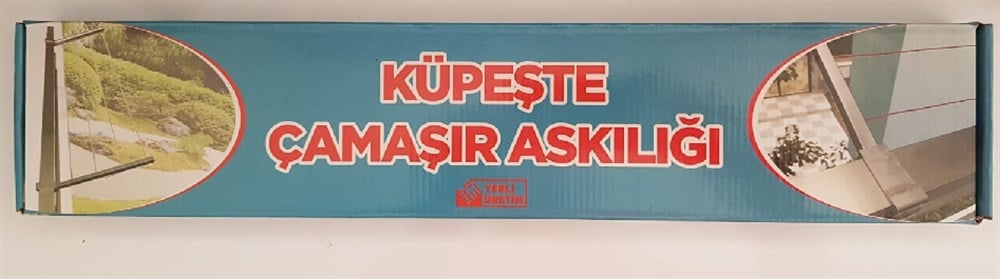 KÜPEŞTE
ÇAMAŞIR ASKILIĞI
YERLİ
ÜRETİM